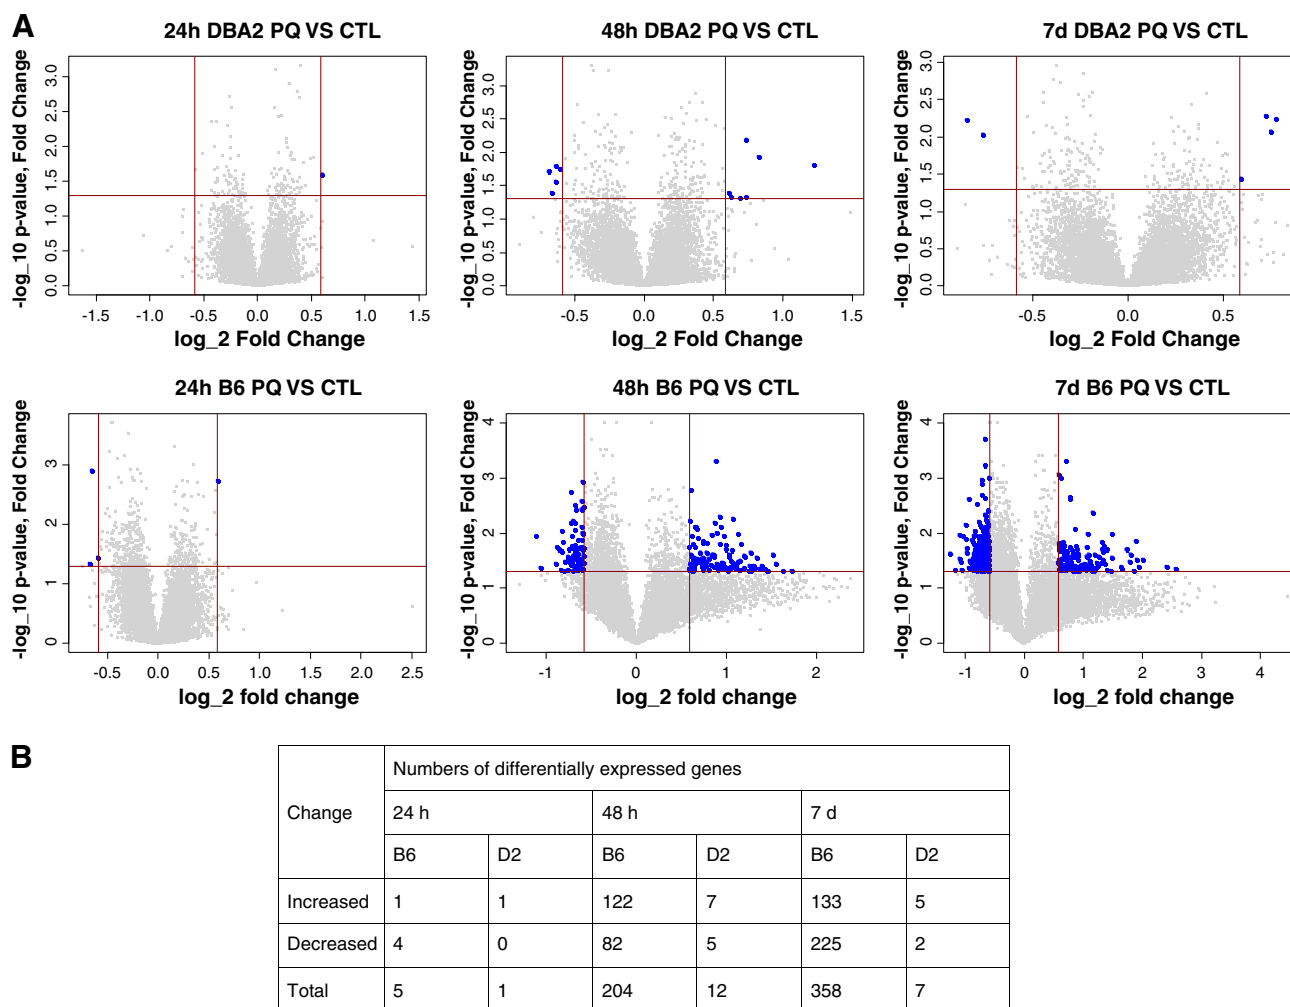 A
24h DBA2 PQ VS CTL
-log_10 p-value, Fold Change
0.0 0.5 1.0 1.5 2.0 2.5 3.0
-1.5 -1.0 -0.5 0.0 0.5 1.0 1.5
log_2 Fold Change
48h DBA2 PQ VS CTL
-log_10 p-value, Fold Change
0.0 0.5 1.0 1.5 2.0 2.5 3.0
-0.5 0.0 0.5 1.0 1.5
log_2 Fold Change
7d DBA2 PQ VS CTL
-log_10 p-value, Fold Change
0.0 0.5 1.0 1.5 2.0 2.5 3.0
-0.5 0.0 0.5
log_2 Fold Change
24h B6 PQ VS CTL
-log_10 p-value, Fold Change
0 1 2 3
-0.5 0.0 0.5 1.0 1.5 2.0 2.5
log_2 fold change
48h B6 PQ VS CTL
-log_10 p-value, Fold Change
0 1 2 3 4
-1 0 1 2
log_2 fold change
7d B6 PQ VS CTL
-log_10 p-value, Fold Change
0 1 2 3 4
-1 0 1 2 3 4
log_2 fold change
B
Numbers of differentially expressed genes
Change
24 h 48 h 7 d
B6 D2 B6 D2 B6 D2
Increased 1 1 122 7 133 5
Decreased 4 0 82 5 225 2
Total 5 1 204 12 358 7